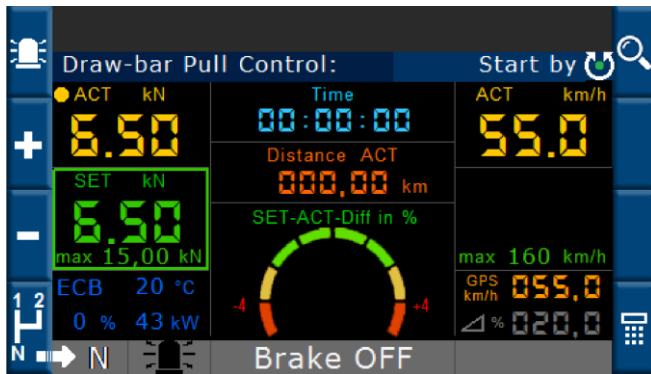 Draw-bar Pull Control: Start by
ACT kN
6.50
SET kN
6.50
max 15,00 kN
ECB 20 °C
0 % 43 kW
Time
00:00:00
Distance ACT
000,00 km
SET-ACT-Diff in %
-4 +4
ACT km/h
55.0
max 160 km/h
GPS km/h 055,0
% 020,0
+
-
1 2
N
N Brake OFF